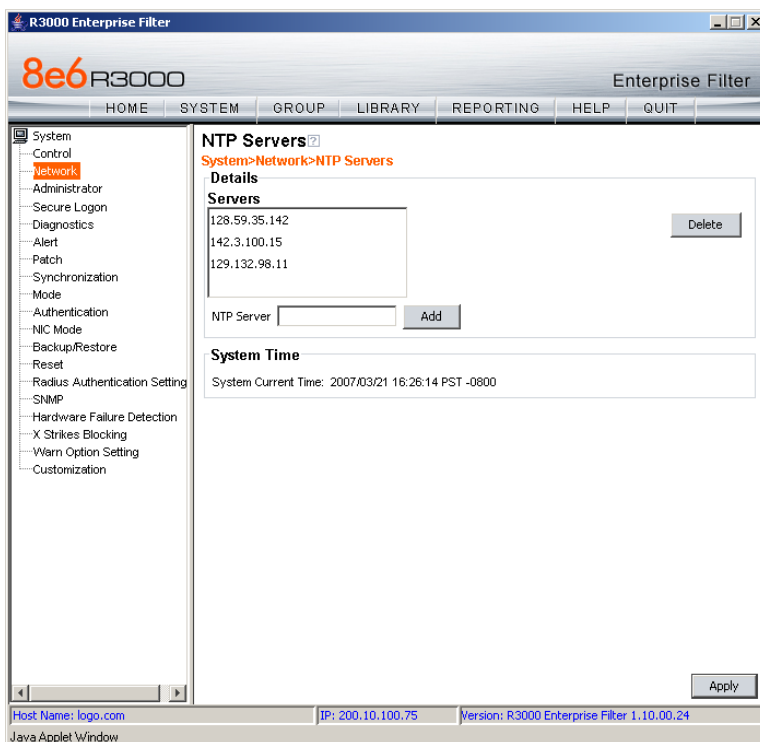 R3000 Enterprise Filter
8e6 R3000
Enterprise Filter
HOME SYSTEM GROUP LIBRARY REPORTING HELP QUIT
System
Control
Network
Administrator
Secure Logon
Diagnostics
Alert
Patch
Synchronization
Mode
Authentication
NIC Mode
Backup/Restore
Reset
Radius Authentication Setting
SNMP
Hardware Failure Detection
X Strikes Blocking
Warn Option Setting
Customization
NTP Servers?
System>Network>NTP Servers
Details
Servers
128.59.35.142
142.3.100.15
129.132.98.11
Delete
NTP Server
Add
System Time
System Current Time: 2007/03/21 16:26:14 PST -0800
Apply
Host Name: logo.com
IP: 200.10.100.75
Version: R3000 Enterprise Filter 1.10.00.24
Java Applet Window